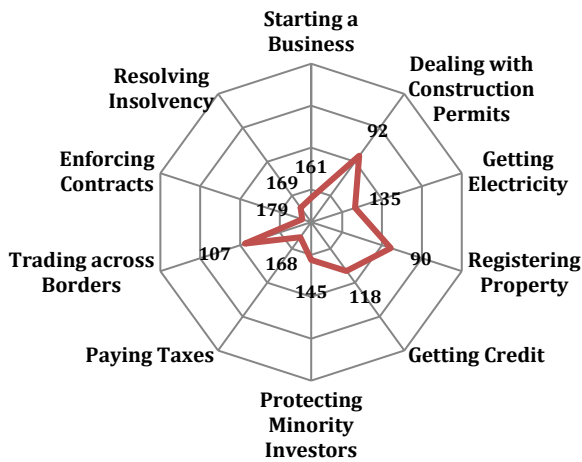 Starting a
Business
Dealing with
Construction
Permits
Getting
Electricity
Registering
Property
Getting Credit
Protecting
Minority
Investors
Paying Taxes
Trading across
Borders
Enforcing
Contracts
Resolving
Insolvency
161
92
135
90
118
145
168
107
179
169